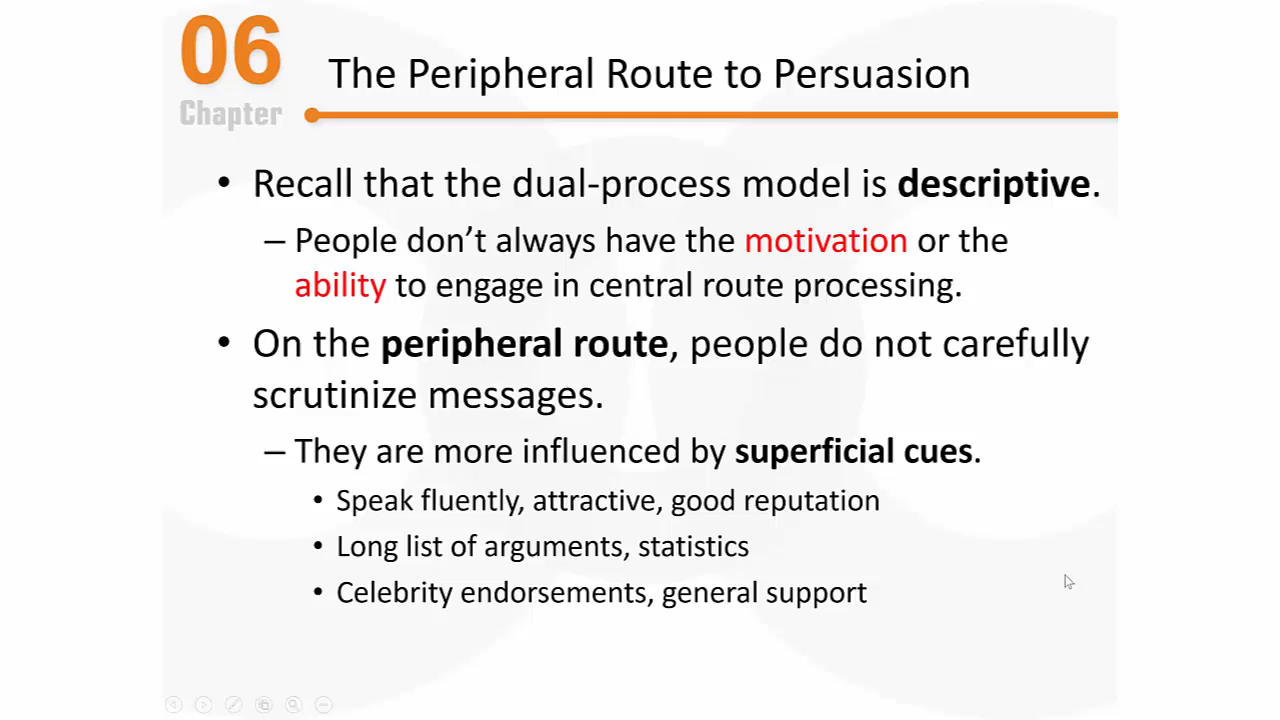 06
Chapter
The Peripheral Route to Persuasion
• Recall that the dual-process model is descriptive.
– People don’t always have the motivation or the
ability to engage in central route processing.
• On the peripheral route, people do not carefully
scrutinize messages.
– They are more influenced by superficial cues.
• Speak fluently, attractive, good reputation
• Long list of arguments, statistics
• Celebrity endorsements, general support